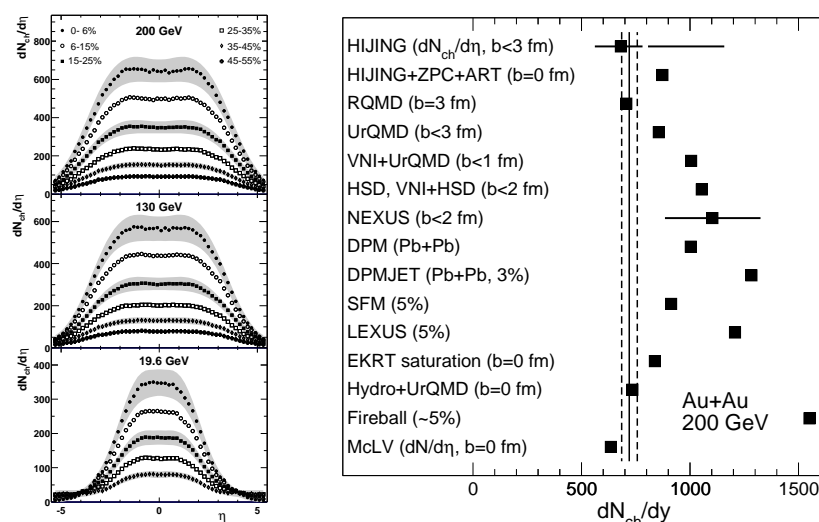 200 GeV
0- 6%
6-15%
15-25%
25-35%
35-45%
45-55%
dN_ch/dη
800
600
400
200
0
130 GeV
dN_ch/dη
600
400
200
0
19.6 GeV
dN_ch/dη
400
300
200
100
0
-5 0 5
η
HIJING (dN_ch/dη, b<3 fm)
HIJING+ZPC+ART (b=0 fm)
RQMD (b=3 fm)
UrQMD (b<3 fm)
VNI+UrQMD (b<1 fm)
HSD, VNI+HSD (b<2 fm)
NEXUS (b<2 fm)
DPM (Pb+Pb)
DPMJET (Pb+Pb, 3%)
SFM (5%)
LEXUS (5%)
EKRT saturation (b=0 fm)
Hydro+UrQMD (b=0 fm)
Fireball (~5%)
McLV (dN/dη, b=0 fm)
Au+Au
200 GeV
0 500 1000 1500
dN_ch/dy